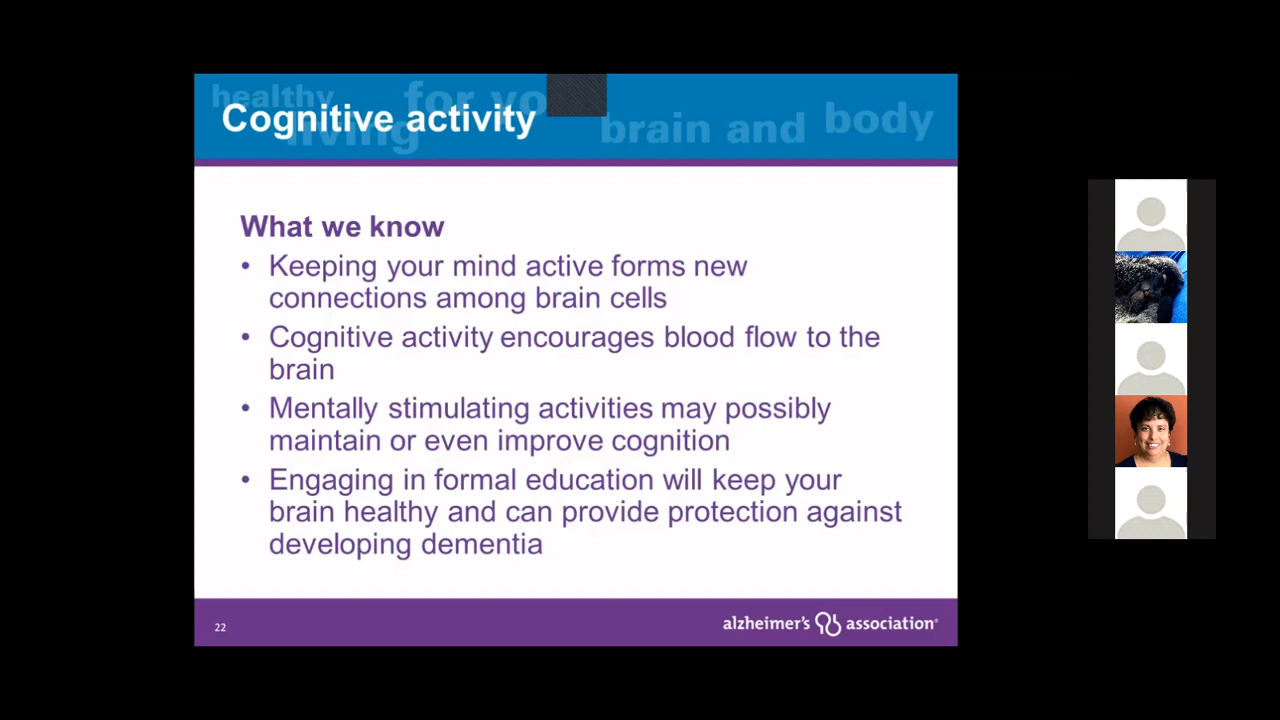 healthy
living
for yo
brain and
body
Cognitive activity
What we know
• Keeping your mind active forms new
connections among brain cells
• Cognitive activity encourages blood flow to the
brain
• Mentally stimulating activities may possibly
maintain or even improve cognition
• Engaging in formal education will keep your
brain healthy and can provide protection against
developing dementia
22
alzheimer's association®